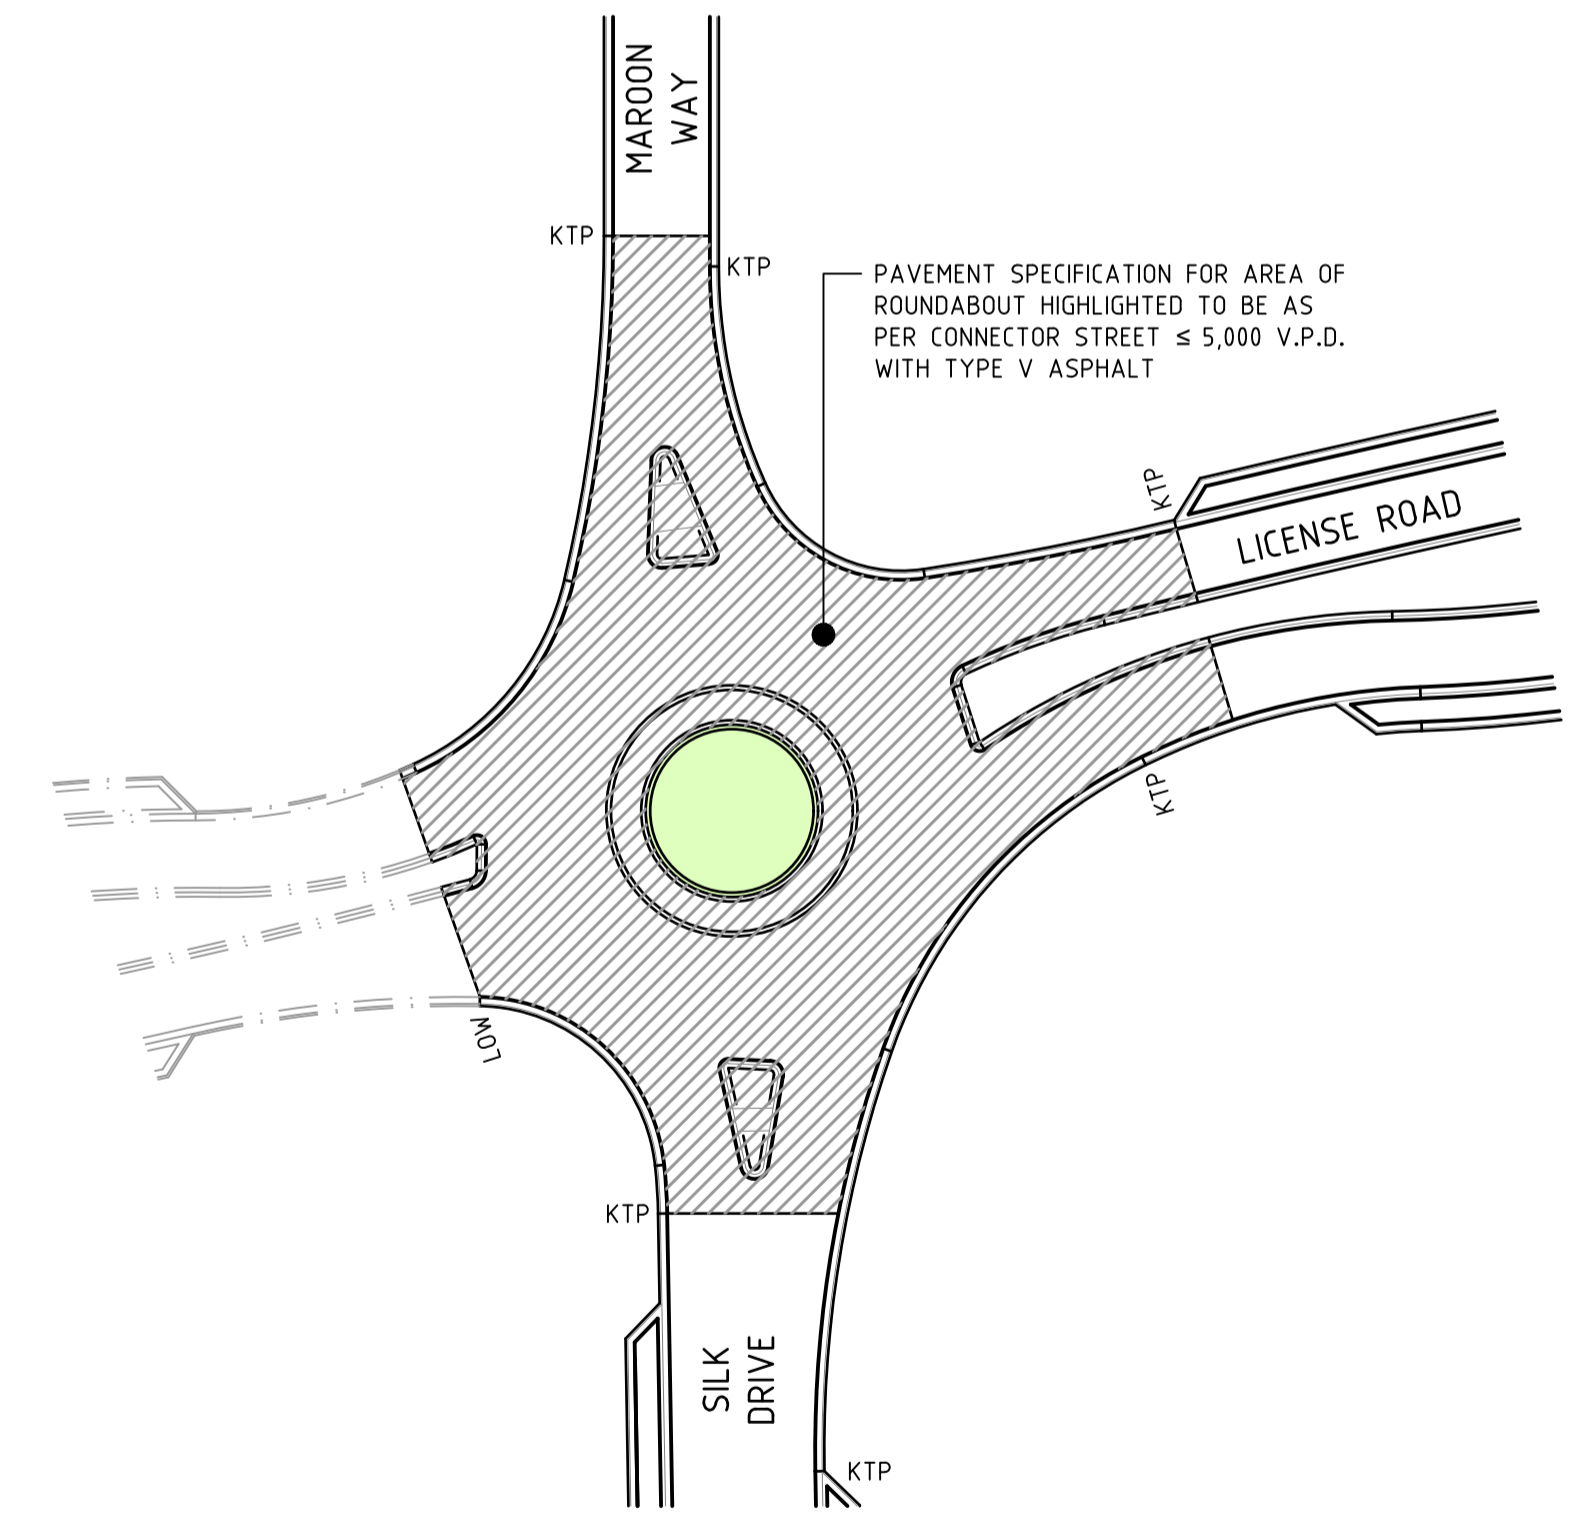 MAROON
WAY
KTP
KTP
PAVEMENT SPECIFICATION FOR AREA OF
ROUNDABOUT HIGHLIGHTED TO BE AS
PER CONNECTOR STREET ≤ 5,000 V.P.D.
WITH TYPE V ASPHALT
KTP
LICENSE ROAD
KTP
LOW
KTP
SILK
DRIVE
KTP